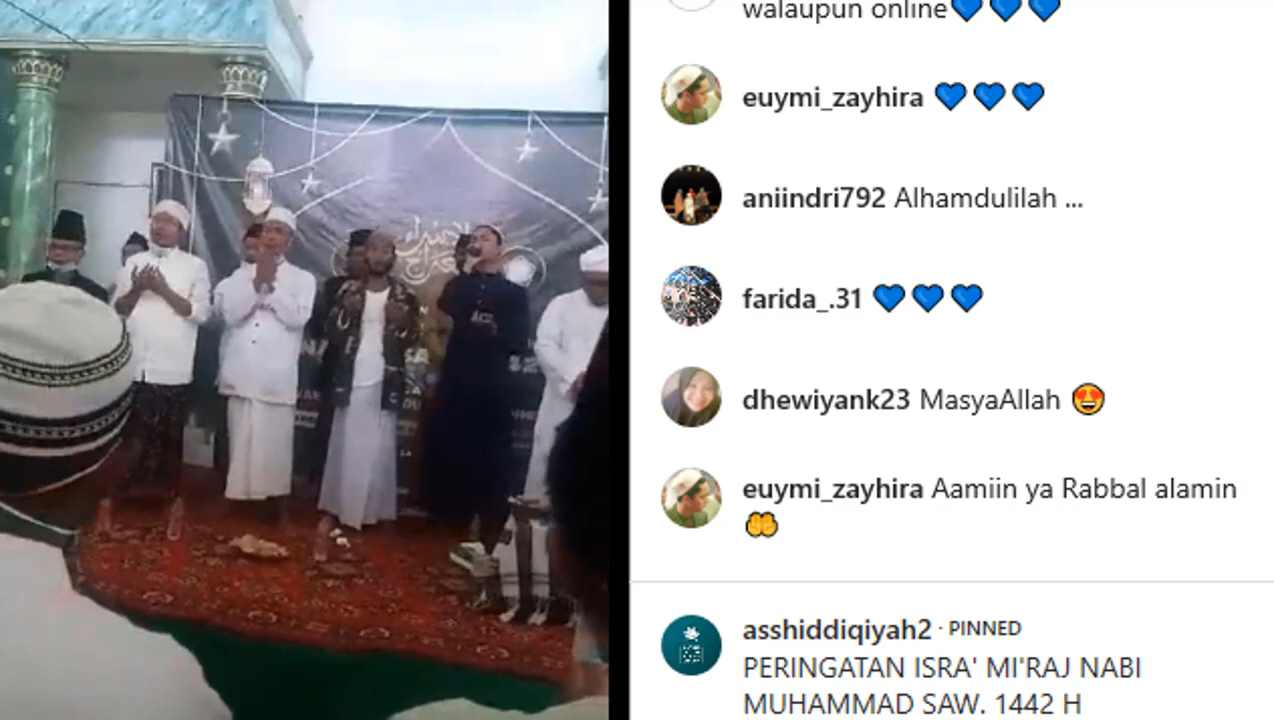 walaupun online💙💙💙
euymi_zayhira 💙💙💙
aniindri792 Alhamdulilah ...
farida_.31 💙💙💙
dhewiyank23 MasyaAllah 😍
euymi_zayhira Aamiin ya Rabbal alamin
🤲
asshiddiqiyah2 · PINNED
PERINGATAN ISRA' MI'RAJ NABI
MUHAMMAD SAW. 1442 H